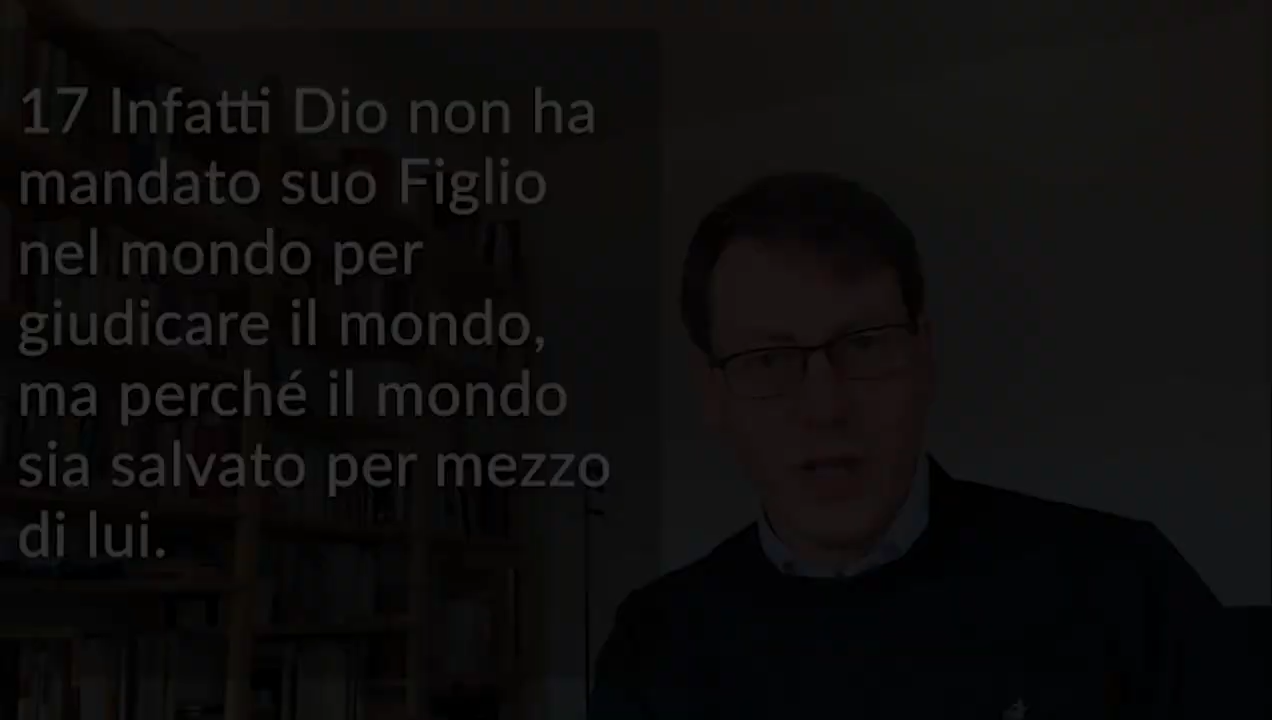 17 Infatti Dio non ha
mandato suo Figlio
nel mondo per
giudicare il mondo,
ma perché il mondo
sia salvato per mezzo
di lui.